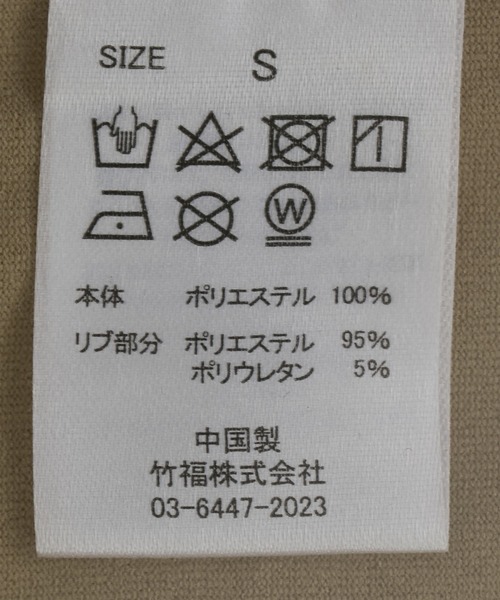 SIZE S
W
本体 ポリエステル 100%
リブ部分 ポリエステル 95%
ポリウレタン 5%
中国製
竹福株式会社
03-6447-2023